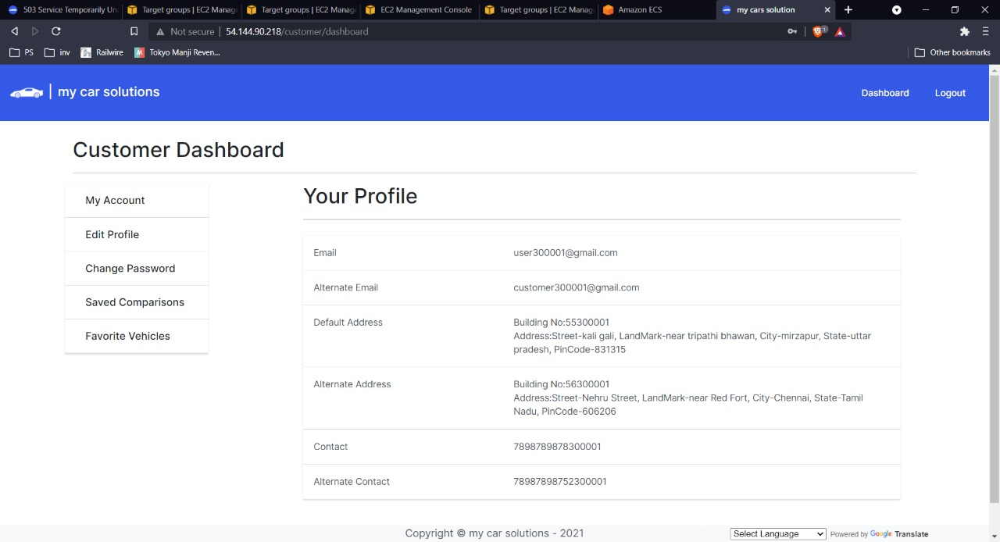 503 Service Temporarily Un
Target groups | EC2 Manag
Target groups | EC2 Manag
EC2 Management Console
Target groups | EC2 Manag
Amazon ECS
my cars solution
Not secure | 54.144.90.218/customer/dashboard
1
PS
inv
Railwire
Tokyo Manji Reven...
Other bookmarks
| my car solutions
Dashboard
Logout
Customer Dashboard
My Account
Edit Profile
Change Password
Saved Comparisons
Favorite Vehicles
Your Profile
Email user300001@gmail.com
Alternate Email customer300001@gmail.com
Default Address Building No:55300001
Address:Street-kali gali, LandMark-near tripathi bhawan, City-mirzapur, State-uttar
pradesh, PinCode-831315
Alternate Address Building No:56300001
Address:Street-Nehru Street, LandMark-near Red Fort, City-Chennai, State-Tamil
Nadu, PinCode-606206
Contact 7898789878300001
Alternate Contact 78987898752300001
Copyright © my car solutions - 2021
Select Language
Powered by Google Translate